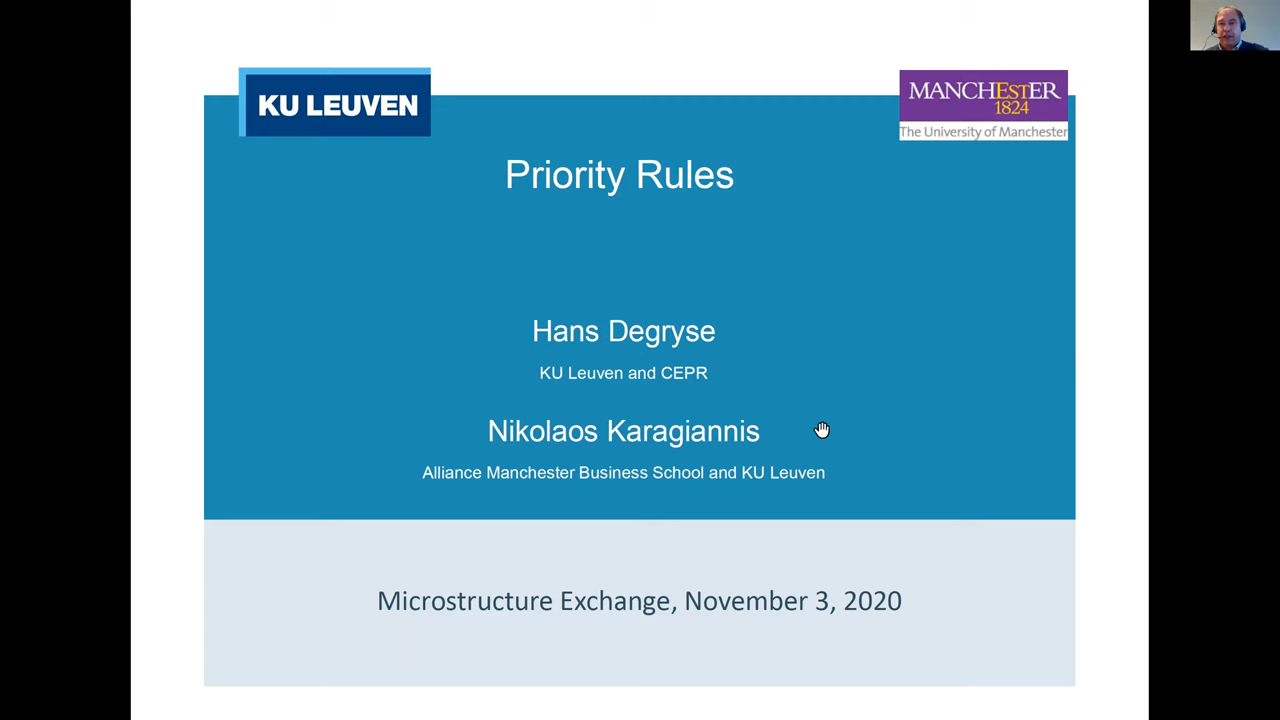 KU LEUVEN
MANCHESTER
1824
The University of Manchester
Priority Rules
Hans Degryse
KU Leuven and CEPR
Nikolaos Karagiannis
Alliance Manchester Business School and KU Leuven
Microstructure Exchange, November 3, 2020